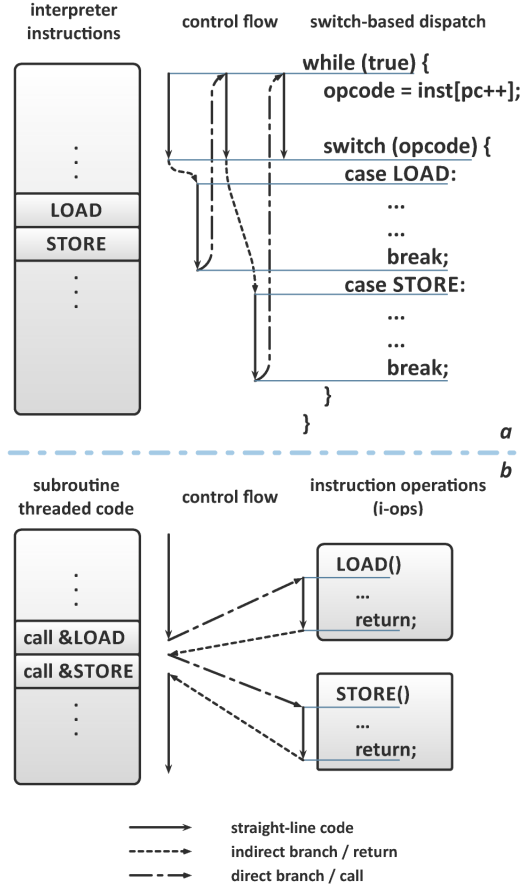 interpreter
instructions
control flow
switch-based dispatch
while (true) {
opcode = inst[pc++];
switch (opcode) {
case LOAD:
...
...
break;
case STORE:
...
...
break;
}
}
.
.
.
LOAD
STORE
.
.
.
a
b
subroutine
threaded code
control flow
instruction operations
(i-ops)
.
.
.
call &LOAD
call &STORE
.
.
.
LOAD()
...
return;
STORE()
...
return;
straight-line code
indirect branch / return
direct branch / call